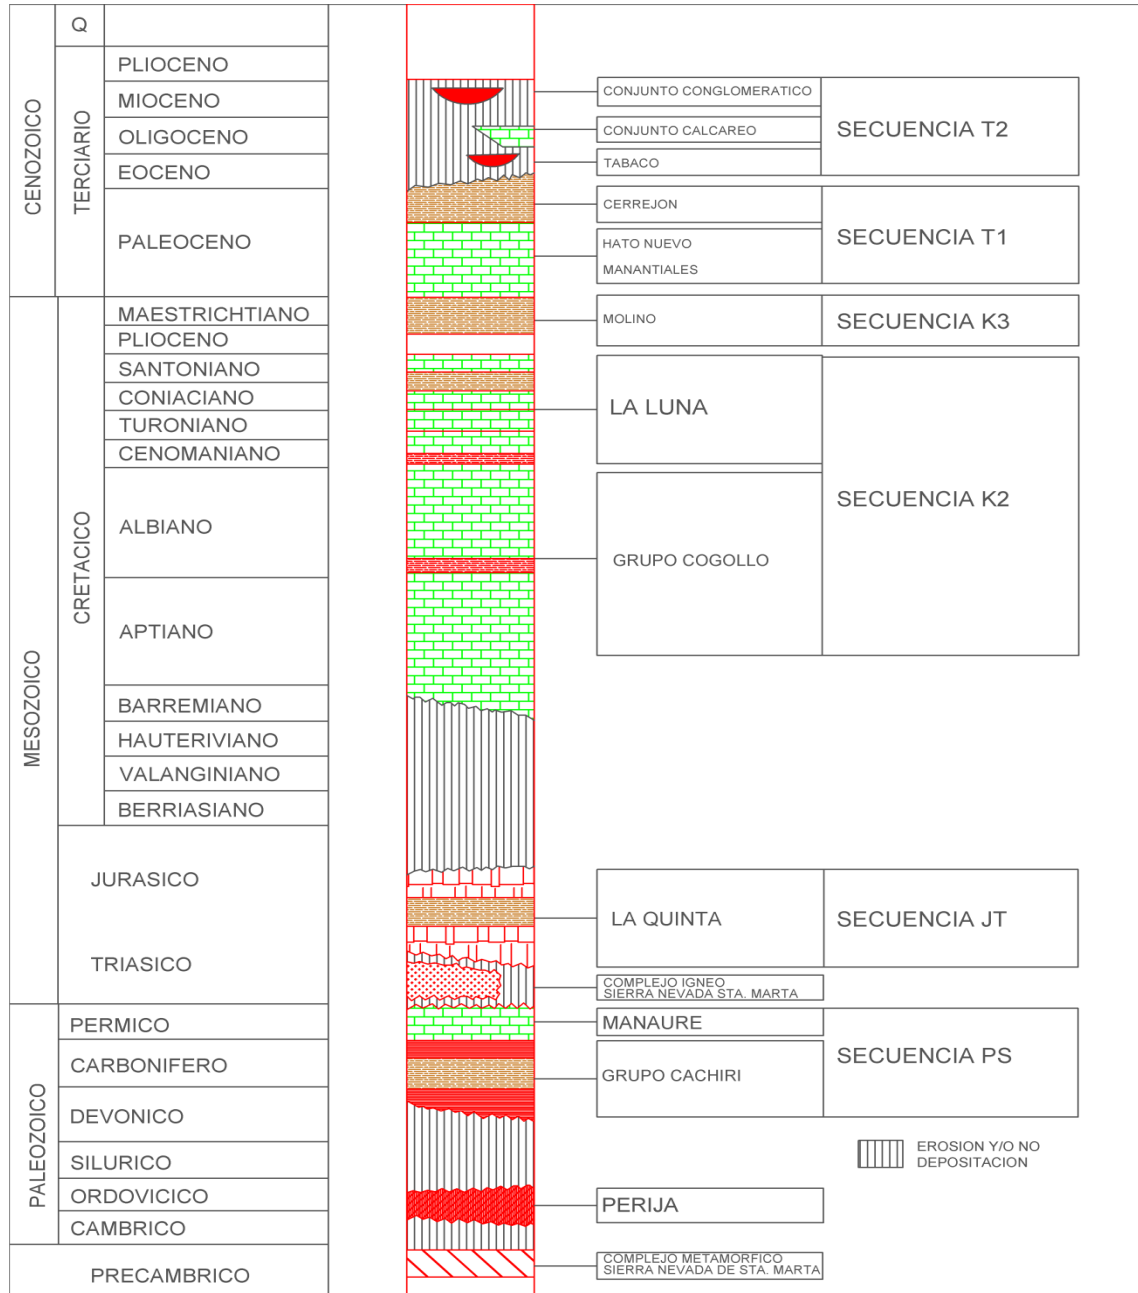 CENOZOICO
Q
TERCIARIO
PLIOCENO
MIOCENO
OLIGOCENO
EOCENO
PALEOCENO
CONJUNTO CONGLOMERATICO
CONJUNTO CALCAREO
TABACO
SECUENCIA T2
CERREJON
HATO NUEVO
MANANTIALES
SECUENCIA T1
MESOZOICO
CRETACICO
MAESTRICHTIANO
PLIOCENO
SANTONIANO
CONIACIANO
TURONIANO
CENOMANIANO
ALBIANO
APTIANO
BARREMIANO
HAUTERIVIANO
VALANGINIANO
BERRIASIANO
MOLINO
SECUENCIA K3
LA LUNA
GRUPO COGOLLO
SECUENCIA K2
JURASICO
TRIASICO
LA QUINTA
SECUENCIA JT
COMPLEJO IGNEO
SIERRA NEVADA STA. MARTA
PALEOZOICO
PERMICO
CARBONIFERO
DEVONICO
SILURICO
ORDOVICICO
CAMBRICO
MANAURE
GRUPO CACHIRI
SECUENCIA PS
EROSION Y/O NO
DEPOSITACION
PERIJA
PRECAMBRICO
COMPLEJO METAMORFICO
SIERRA NEVADA DE STA. MARTA